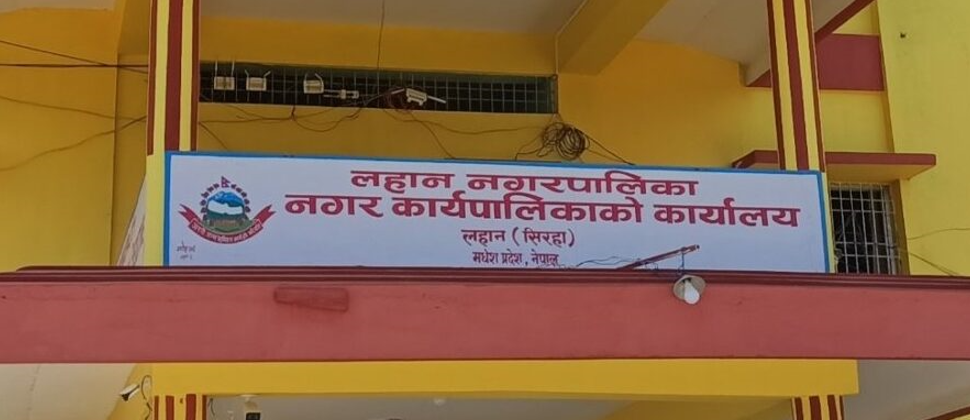 लहान नगरपालिका
नगर कार्यपालिकाको कार्यालय
लहान (सिरहा)
मधेश प्रदेश, नेपाल